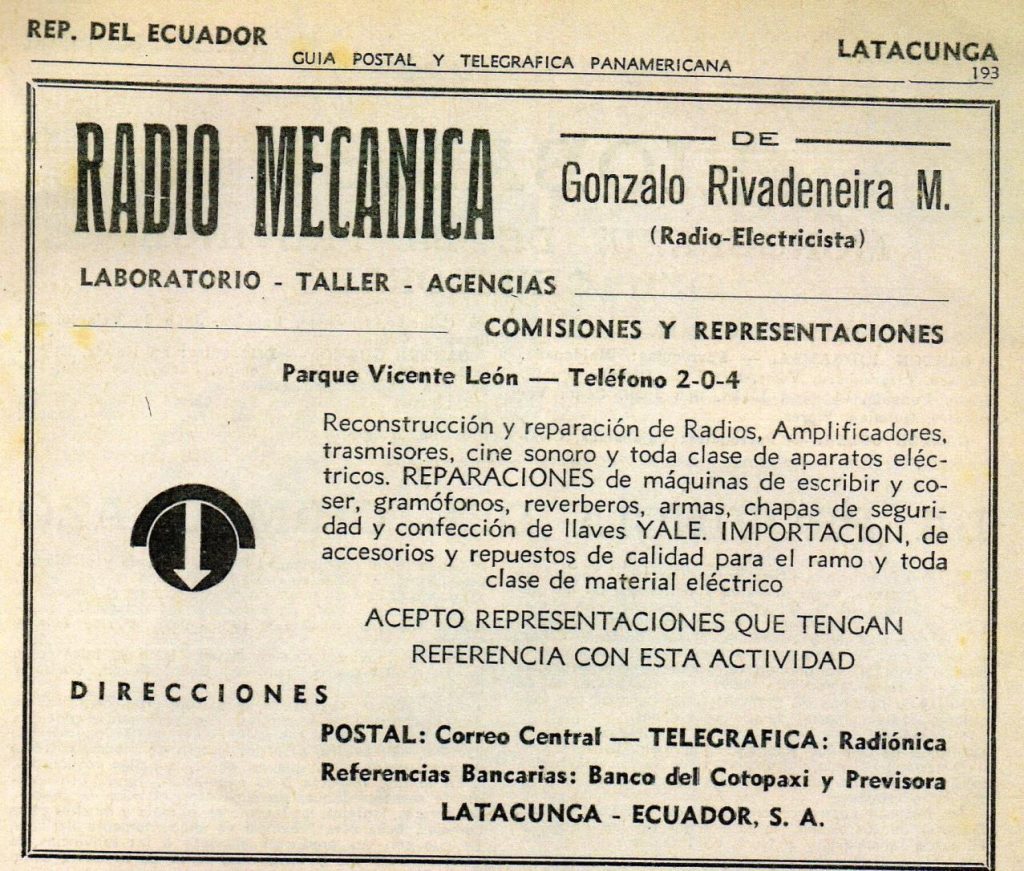 REP. DEL ECUADOR
GUIA POSTAL Y TELEGRAFICA PANAMERICANA
LATACUNGA
193
RADIO MECANICA
DE
Gonzalo Rivadeneira M.
(Radio-Electricista)
LABORATORIO - TALLER - AGENCIAS
COMISIONES Y REPRESENTACIONES
Parque Vicente León — Teléfono 2-0-4
Reconstrucción y reparación de Radios, Amplificadores,
trasmisores, cine sonoro y toda clase de aparatos eléc-
tricos. REPARACIONES de máquinas de escribir y co-
ser, gramófonos, reverberos, armas, chapas de seguri-
dad y confección de llaves YALE. IMPORTACION, de
accesorios y repuestos de calidad para el ramo y toda
clase de material eléctrico
ACEPTO REPRESENTACIONES QUE TENGAN
REFERENCIA CON ESTA ACTIVIDAD
DIRECCIONES
POSTAL: Correo Central — TELEGRAFICA: Radiónica
Referencias Bancarias: Banco del Cotopaxi y Previsora
LATACUNGA - ECUADOR, S. A.